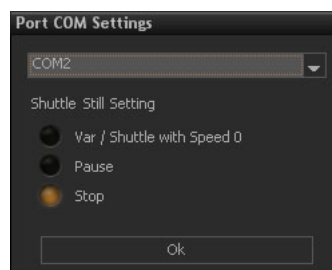 Port COM Settings
COM2
Shuttle Still Setting
Var / Shuttle with Speed 0
Pause
Stop
Ok